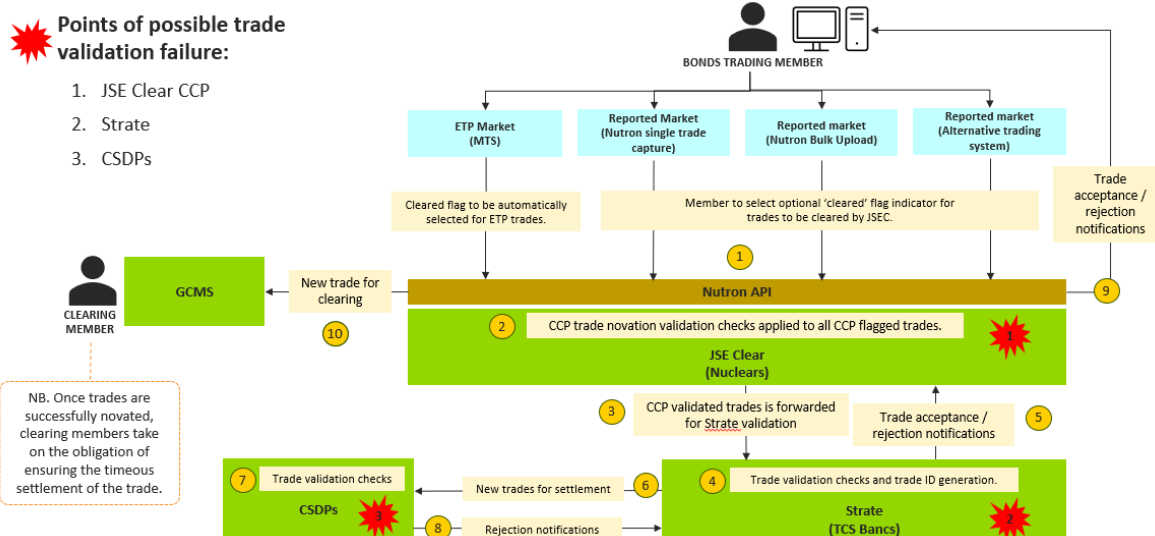 Points of possible trade
validation failure:
1. JSE Clear CCP
2. Strate
3. CSDPs
BONDS TRADING MEMBER
ETP Market
(MTS)
Reported Market
(Nutron single trade
capture)
Reported market
(Nutron Bulk Upload)
Reported market
(Alternative trading
system)
Trade
acceptance /
rejection
notifications
Cleared flag to be automatically
selected for ETP trades.
Member to select optional ‘cleared’ flag indicator for
trades to be cleared by JSEC.
1
CLEARING
MEMBER
GCMS
New trade for
clearing
10
Nutron API
9
2
CCP trade novation validation checks applied to all CCP flagged trades.
1
JSE Clear
(Nuclears)
NB. Once trades are
successfully novated,
clearing members take
on the obligation of
ensuring the timeous
settlement of the trade.
3
CCP validated trades is forwarded
for Strate validation
Trade acceptance /
rejection notifications
5
7
Trade validation checks
CSDPs
3
New trades for settlement
6
8
Rejection notifications
4
Trade validation checks and trade ID generation.
Strate
(TCS Bancs)
2